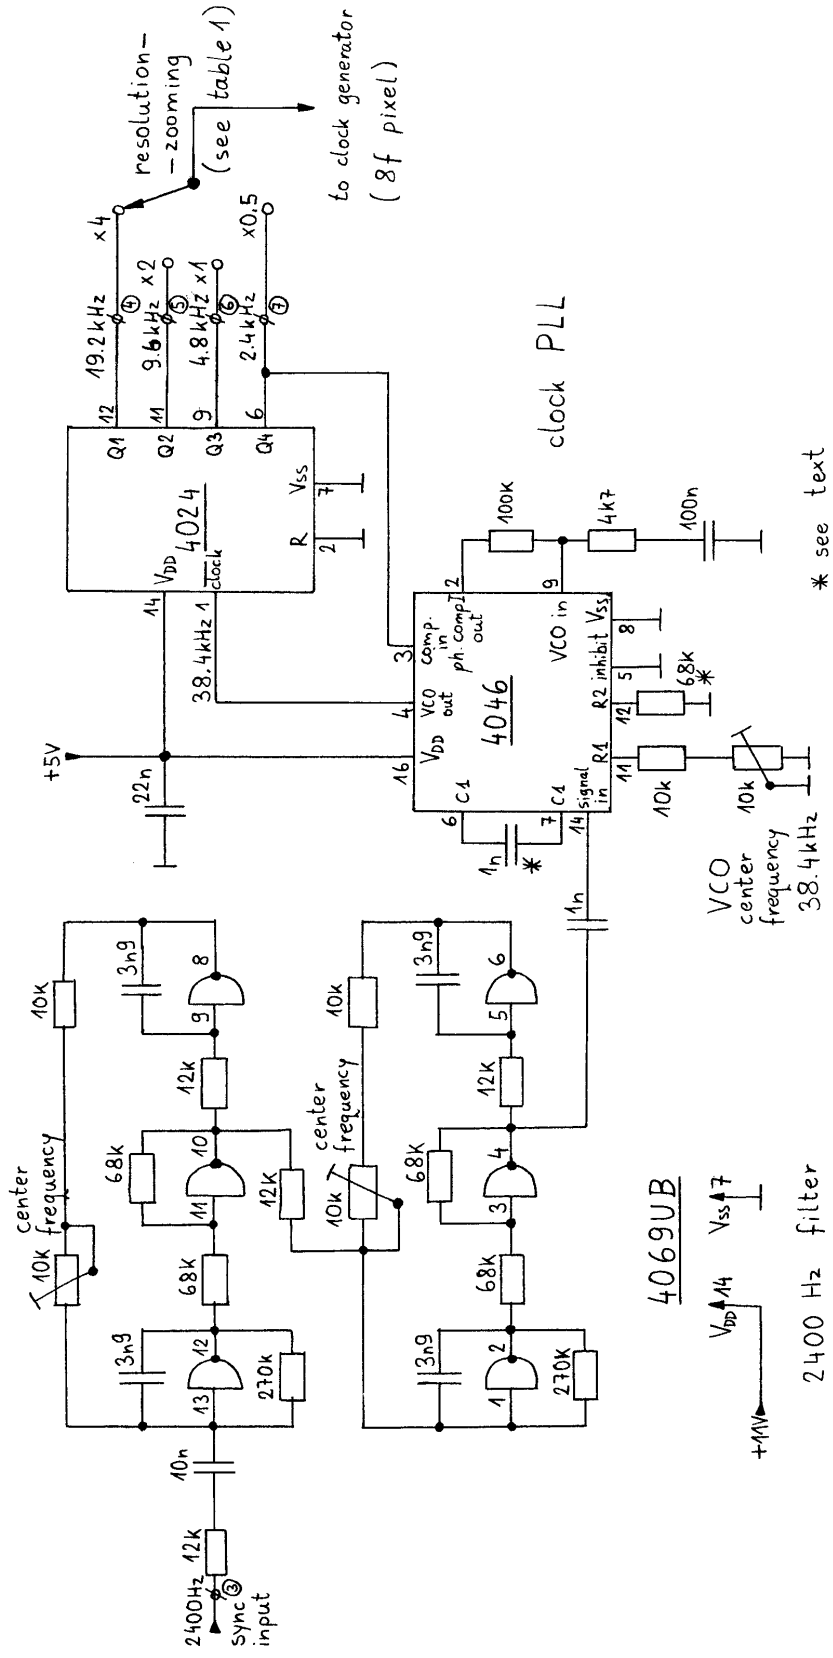 center
frequency
10k
10k
3n9
68k
3n9
2400Hz
3
sync
input
12k
10n
13
12
270k
68k
11
10
12k
9
8
12k
center
frequency
10k
10k
3n9
68k
3n9
1
2
270k
68k
3
4
12k
5
6
1n
4069UB
VDD 14
VSS 7
+11V
2400 Hz filter
+5V
22n
14
VDD
38.4kHz 1
clock
4024
R
2
VSS
7
Q1
12
19.2kHz
4
x4
Q2
11
9.6kHz
5
x2
Q3
9
4.8kHz
6
x1
Q4
6
2.4kHz
7
x0.5
resolution-
-zooming
(see table 1)
to clock generator
(8f pixel)
16
VDD
4
VCO
out
3
comp.
in
ph.compI
out
2
6
C1
1n
*
7
C1
14
signal
in
4046
VCO in
9
100k
4k7
100n
R1
11
R2
12
inhibit
5
VSS
8
68k
*
10k
10k
VCO
center
frequency
38.4kHz
clock PLL
* see text